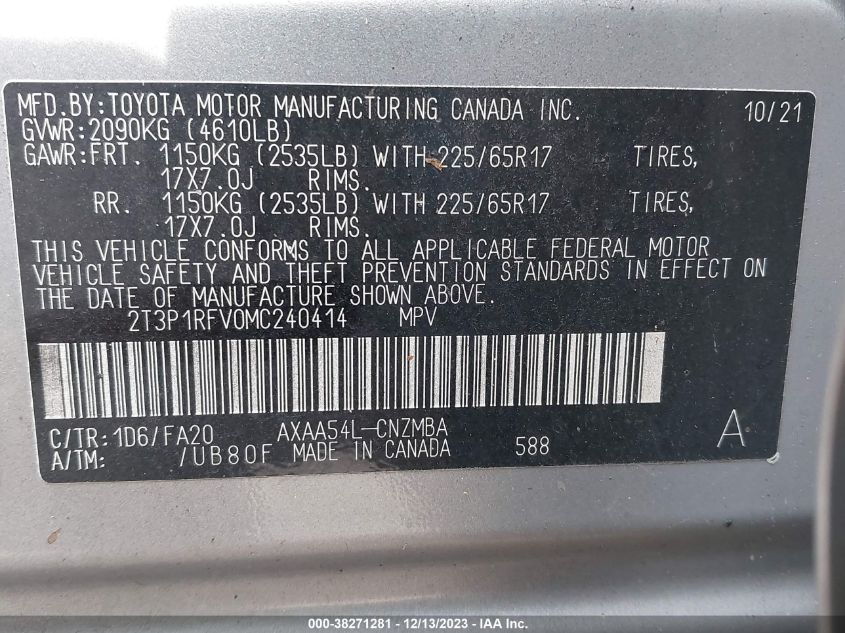 MFD.BY:TOYOTA MOTOR MANUFACTURING CANADA INC. 10/21
GVWR:2090KG (4610LB)
GAWR:FRT. 1150KG (2535LB) WITH 225/65R17 TIRES,
17X7.0J RIMS.
RR. 1150KG (2535LB) WITH 225/65R17 TIRES,
17X7.0J RIMS.
THIS VEHICLE CONFORMS TO ALL APPLICABLE FEDERAL MOTOR
VEHICLE SAFETY AND THEFT PREVENTION STANDARDS IN EFFECT ON
THE DATE OF MANUFACTURE SHOWN ABOVE.
2T3P1RFV0MC240414 MPV
C/TR:1D6/FA20 AXAA54L-CNZMBA A
A/TM: /UB80F MADE IN CANADA 588
000-38271281 - 12/13/2023 - IAA Inc.